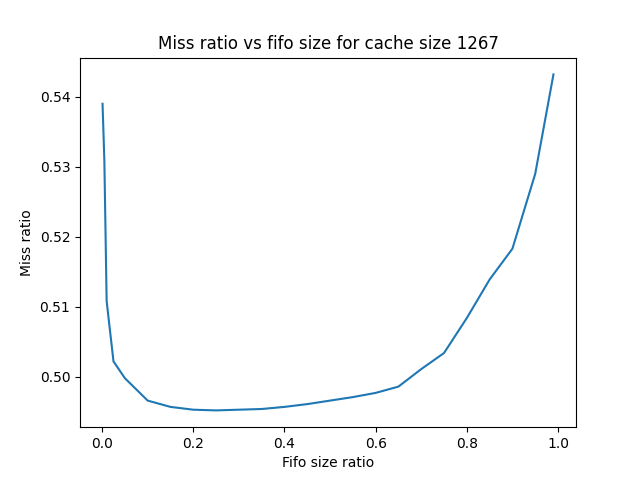 Miss ratio vs fifo size for cache size 1267
0.54
0.53
0.52
0.51
0.50
Miss ratio
0.0 0.2 0.4 0.6 0.8 1.0
Fifo size ratio